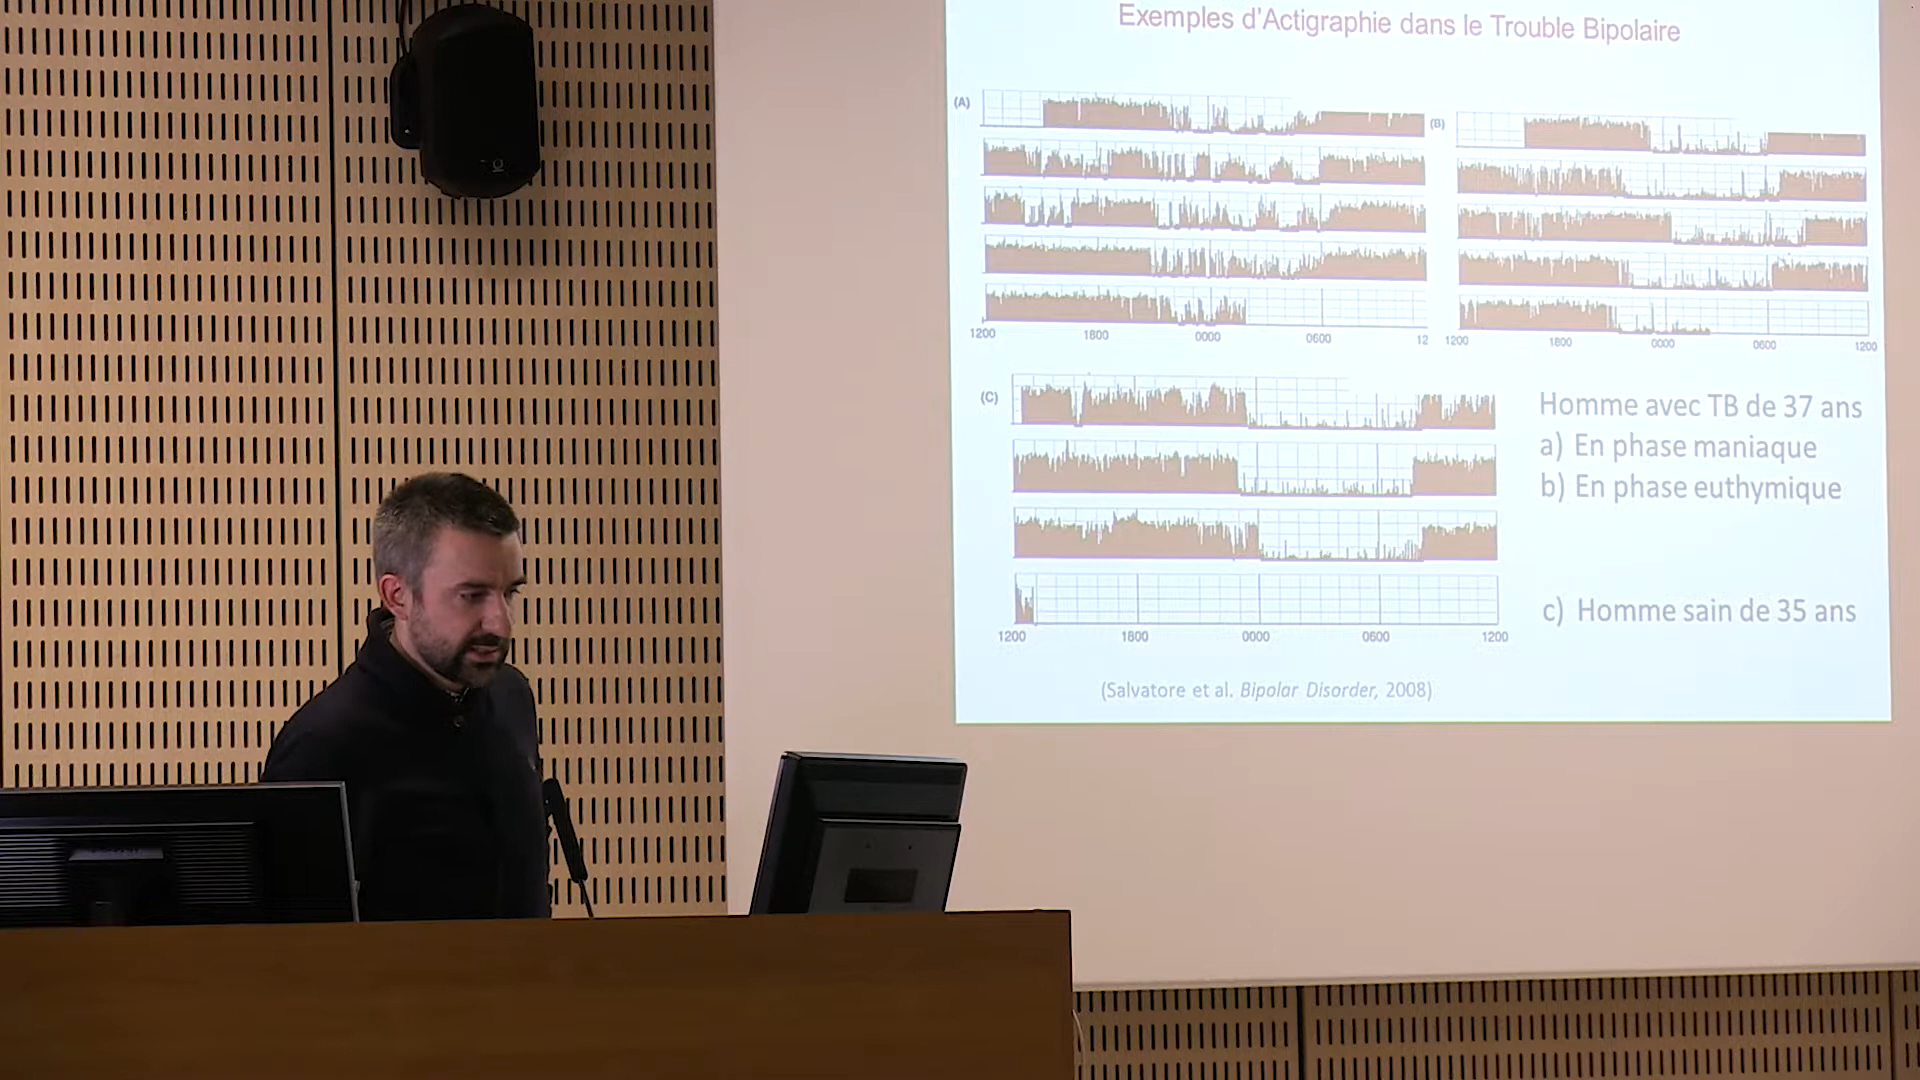 Exemples d'Actigraphie dans le Trouble Bipolaire
(A)
(B)
1200 1800 0000 0600 12
1200 1800 0000 0600 1200
(C)
1200 1800 0000 0600 1200
Homme avec TB de 37 ans
a) En phase maniaque
b) En phase euthymique
c) Homme sain de 35 ans
(Salvatore et al. Bipolar Disorder, 2008)